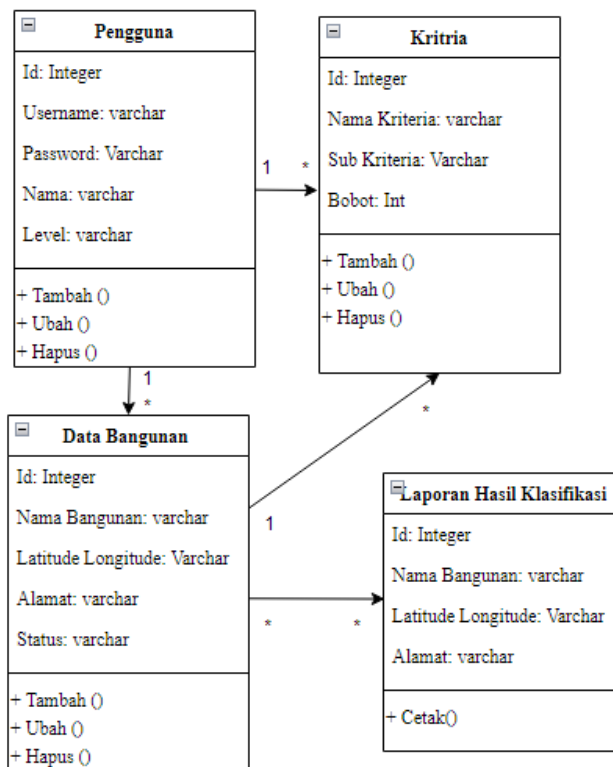 Pengguna
Id: Integer
Username: varchar
Password: Varchar
Nama: varchar
Level: varchar
+ Tambah ()
+ Ubah ()
+ Hapus ()
Kritria
Id: Integer
Nama Kriteria: varchar
Sub Kriteria: Varchar
Bobot: Int
+ Tambah ()
+ Ubah ()
+ Hapus ()
1
*
1
*
Data Bangunan
Id: Integer
Nama Bangunan: varchar
Latitude Longitude: Varchar
Alamat: varchar
Status: varchar
+ Tambah ()
+ Ubah ()
+ Hapus ()
*
1
*
*
Laporan Hasil Klasifikasi
Id: Integer
Nama Bangunan: varchar
Latitude Longitude: Varchar
Alamat: varchar
+ Cetak()